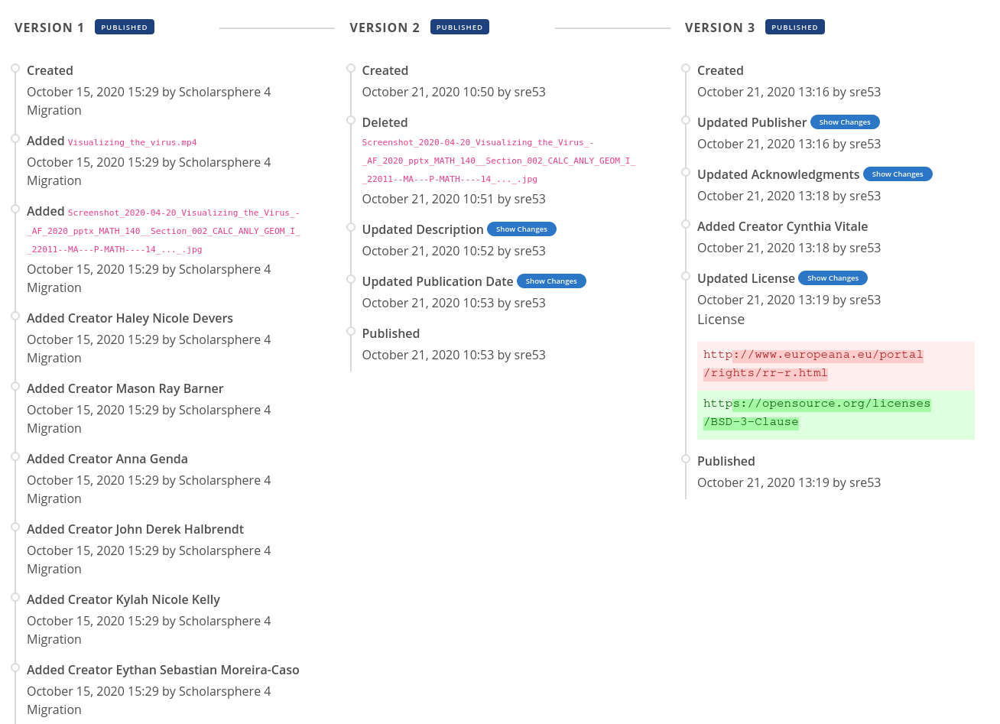 VERSION 1 PUBLISHED
Created
October 15, 2020 15:29 by Scholarsphere 4
Migration
Added Visualizing_the_virus.mp4
October 15, 2020 15:29 by Scholarsphere 4
Migration
Added Screenshot_2020-04-20_Visualizing_the_Virus_-
_AF_2020_pptx_MATH_140__Section_002_CALC_ANLY_GEOM_I_
_22011--MA---P-MATH----14_..._.jpg
October 15, 2020 15:29 by Scholarsphere 4
Migration
Added Creator Haley Nicole Devers
October 15, 2020 15:29 by Scholarsphere 4
Migration
Added Creator Mason Ray Barner
October 15, 2020 15:29 by Scholarsphere 4
Migration
Added Creator Anna Genda
October 15, 2020 15:29 by Scholarsphere 4
Migration
Added Creator John Derek Halbrendt
October 15, 2020 15:29 by Scholarsphere 4
Migration
Added Creator Kylah Nicole Kelly
October 15, 2020 15:29 by Scholarsphere 4
Migration
Added Creator Eythan Sebastian Moreira-Caso
October 15, 2020 15:29 by Scholarsphere 4
Migration
VERSION 2 PUBLISHED
Created
October 21, 2020 10:50 by sre53
Deleted
Screenshot_2020-04-20_Visualizing_the_Virus_-
_AF_2020_pptx_MATH_140__Section_002_CALC_ANLY_GEOM_I_
_22011--MA---P-MATH----14_..._.jpg
October 21, 2020 10:51 by sre53
Updated Description Show Changes
October 21, 2020 10:52 by sre53
Updated Publication Date Show Changes
October 21, 2020 10:53 by sre53
Published
October 21, 2020 10:53 by sre53
VERSION 3 PUBLISHED
Created
October 21, 2020 13:16 by sre53
Updated Publisher Show Changes
October 21, 2020 13:16 by sre53
Updated Acknowledgments Show Changes
October 21, 2020 13:18 by sre53
Added Creator Cynthia Vitale
October 21, 2020 13:18 by sre53
Updated License Show Changes
October 21, 2020 13:19 by sre53
License
http://www.europeana.eu/portal
/rights/rr-r.html
https://opensource.org/licenses
/BSD-3-Clause
Published
October 21, 2020 13:19 by sre53